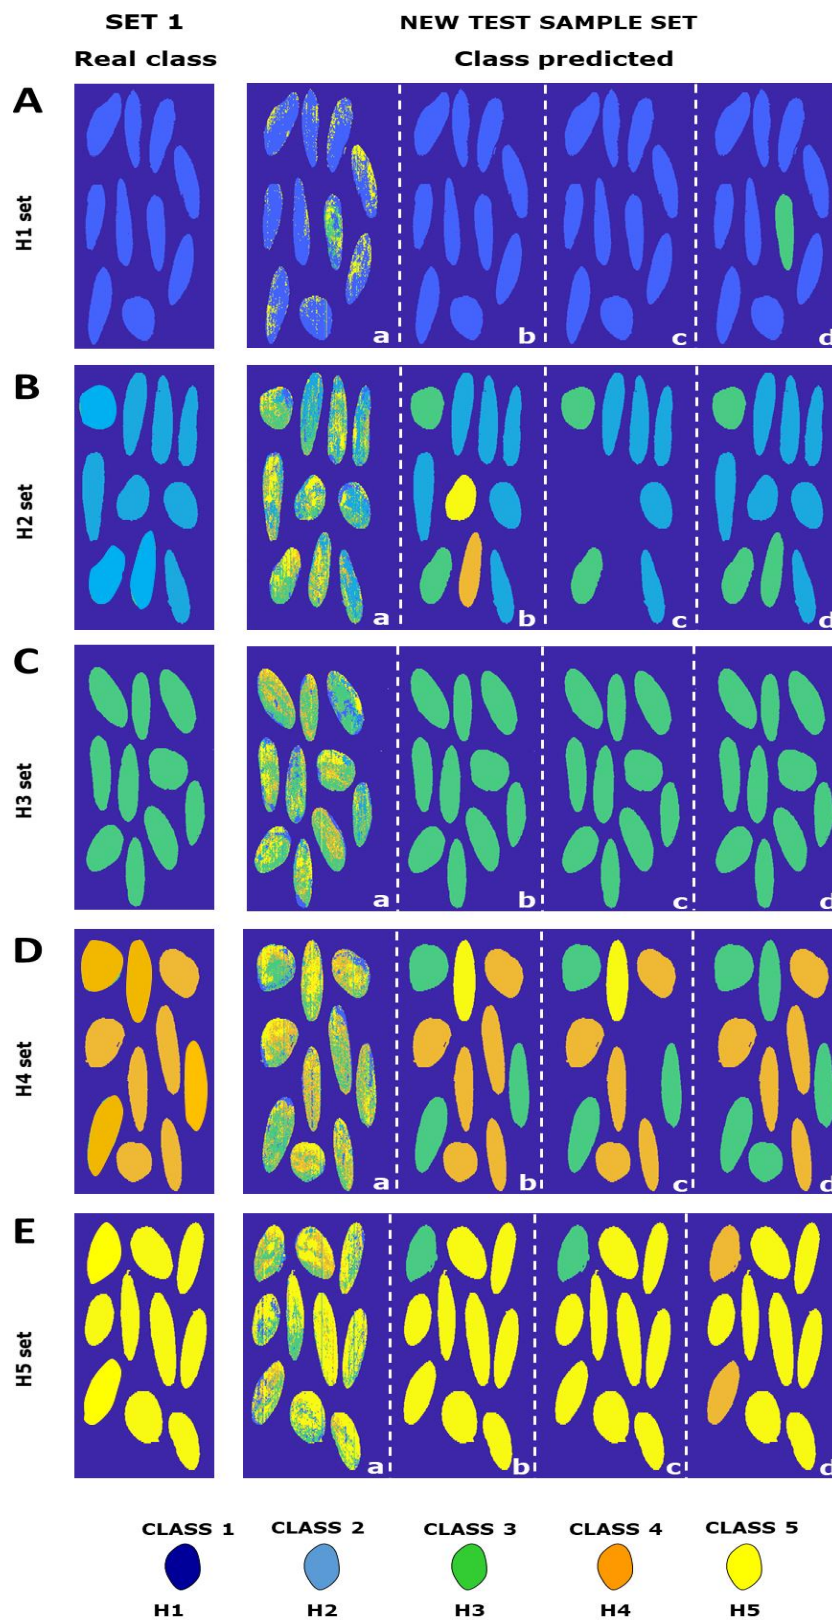 SET 1
NEW TEST SAMPLE SET
Real class
Class predicted
A
H1 set
a
b
c
d
B
H2 set
a
b
c
d
C
H3 set
a
b
c
d
D
H4 set
a
b
c
d
E
H5 set
a
b
c
d
CLASS 1 CLASS 2 CLASS 3 CLASS 4 CLASS 5
H1 H2 H3 H4 H5